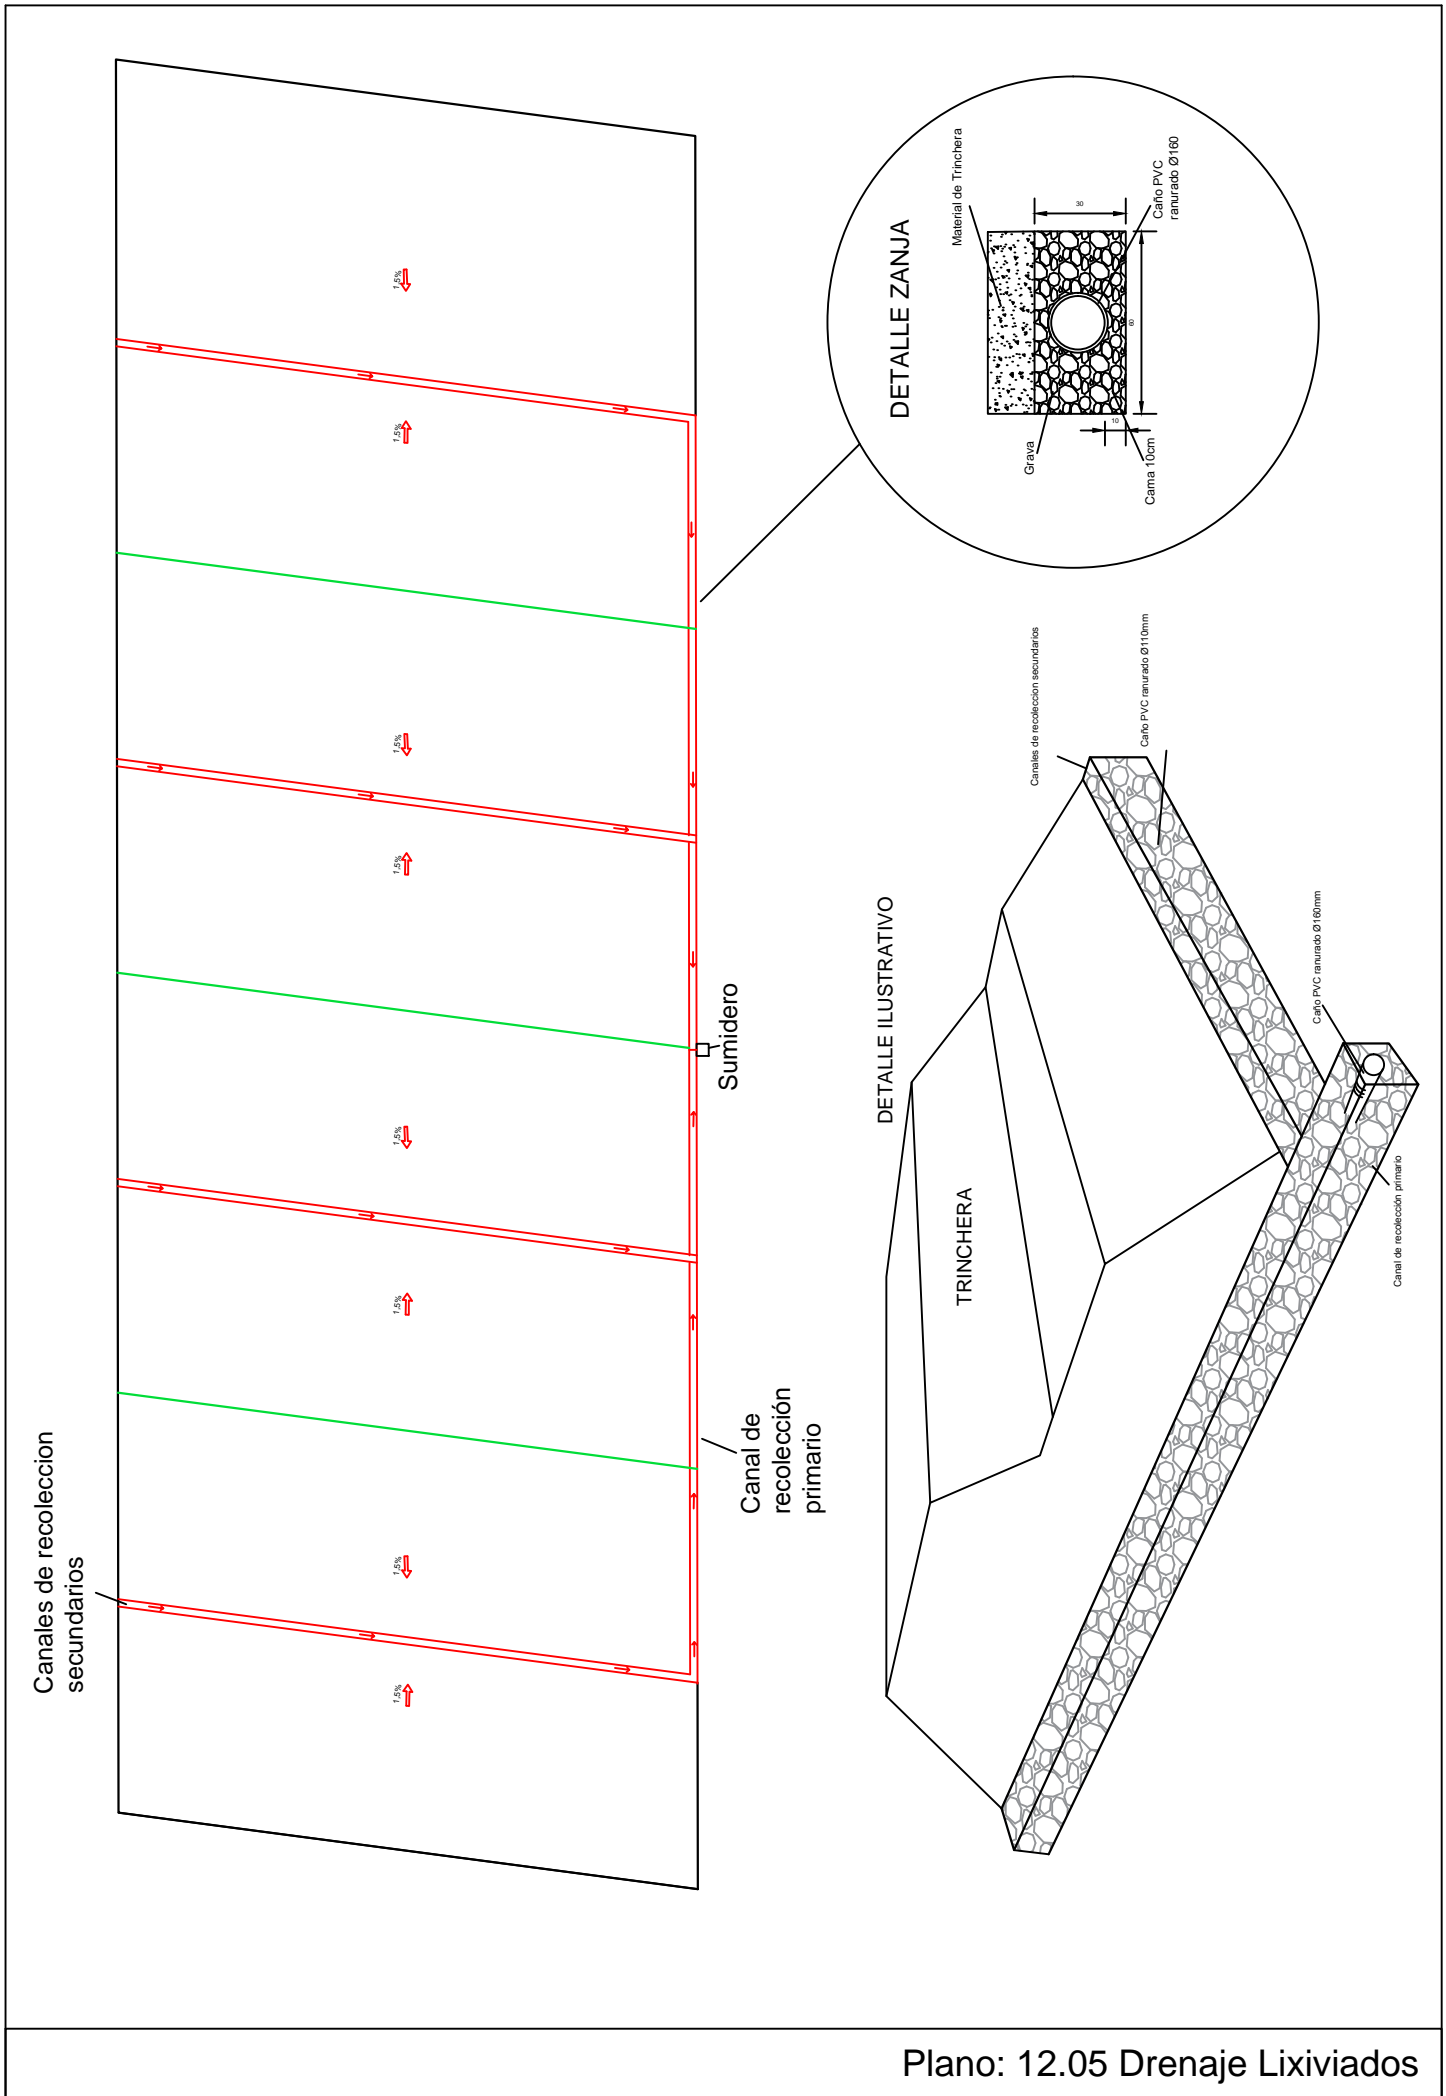 Canales de recoleccion
secundarios
1,5%
1,5%
1,5%
1,5%
1,5%
1,5%
1,5%
1,5%
Canal de
recolección
primario
Sumidero
DETALLE ILUSTRATIVO
TRINCHERA
Canal de recolección primario
Caño PVC ranurado Ø160mm
Canales de recoleccion secundarios
Caño PVC ranurado Ø110mm
DETALLE ZANJA
Grava
Cama 10cm
10
60
30
Material de Trinchera
Caño PVC
ranurado Ø160
Plano: 12.05 Drenaje Lixiviados